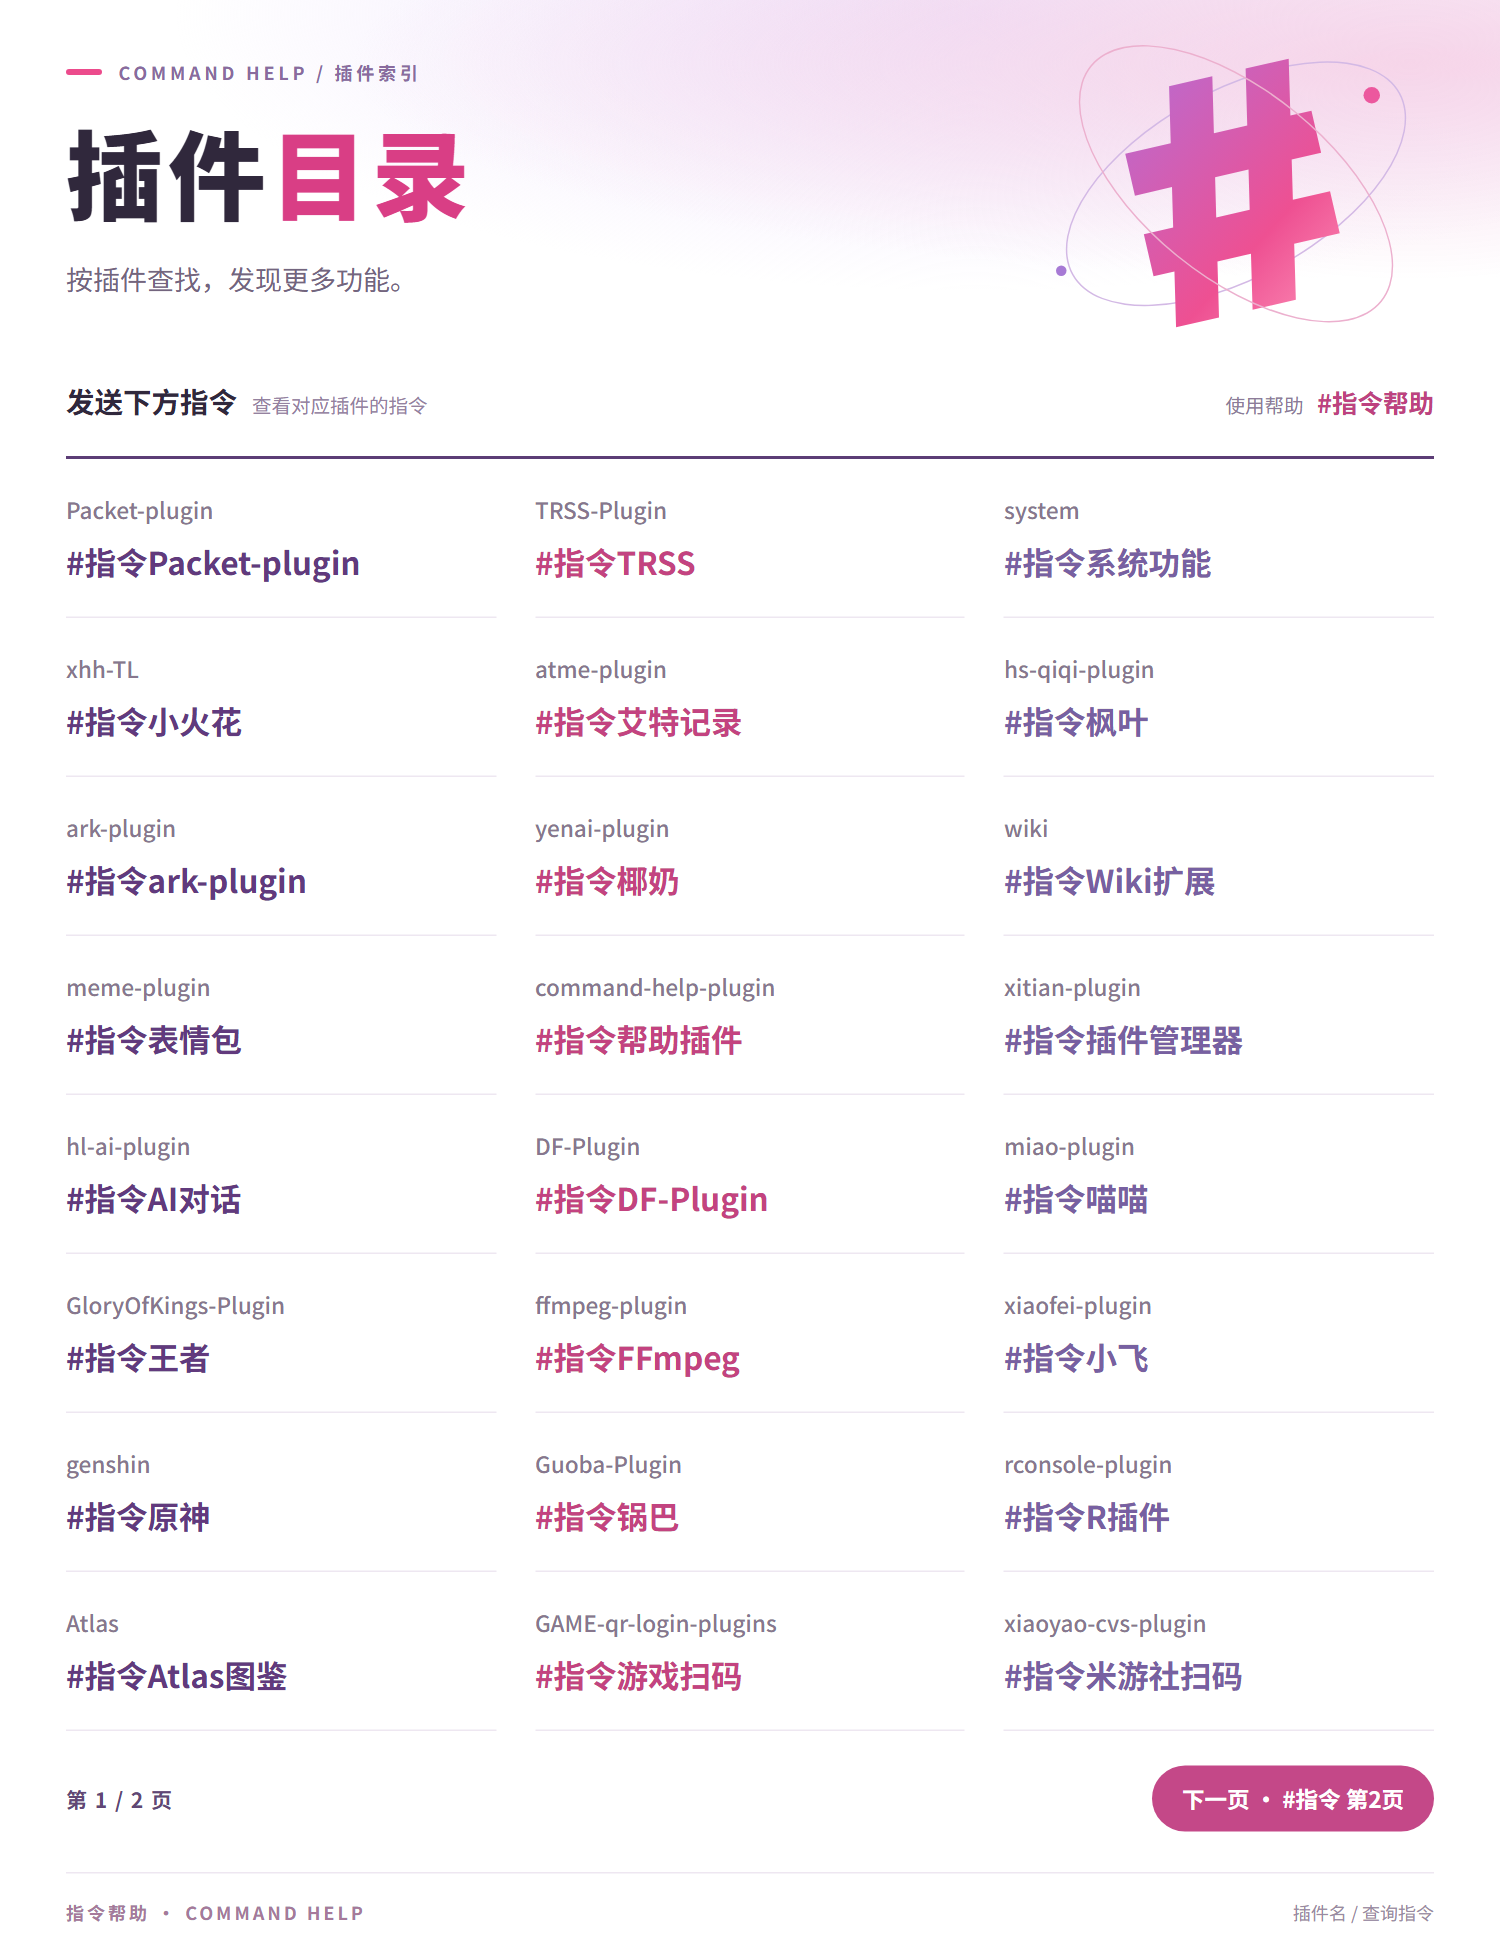 COMMAND HELP / 插件索引
插件目录
按插件查找，发现更多功能。
#
发送下方指令 查看对应插件的指令
使用帮助 #指令帮助
Packet-plugin
#指令Packet-plugin
TRSS-Plugin
#指令TRSS
system
#指令系统功能
xhh-TL
#指令小火花
atme-plugin
#指令艾特记录
hs-qiqi-plugin
#指令枫叶
ark-plugin
#指令ark-plugin
yenai-plugin
#指令椰奶
wiki
#指令Wiki扩展
meme-plugin
#指令表情包
command-help-plugin
#指令帮助插件
xitian-plugin
#指令插件管理器
hl-ai-plugin
#指令AI对话
DF-Plugin
#指令DF-Plugin
miao-plugin
#指令喵喵
GloryOfKings-Plugin
#指令王者
ffmpeg-plugin
#指令FFmpeg
xiaofei-plugin
#指令小飞
genshin
#指令原神
Guoba-Plugin
#指令锅巴
rconsole-plugin
#指令R插件
Atlas
#指令Atlas图鉴
GAME-qr-login-plugins
#指令游戏扫码
xiaoyao-cvs-plugin
#指令米游社扫码
第 1 / 2 页
下一页 · #指令 第2页
指令帮助 · COMMAND HELP
插件名 / 查询指令